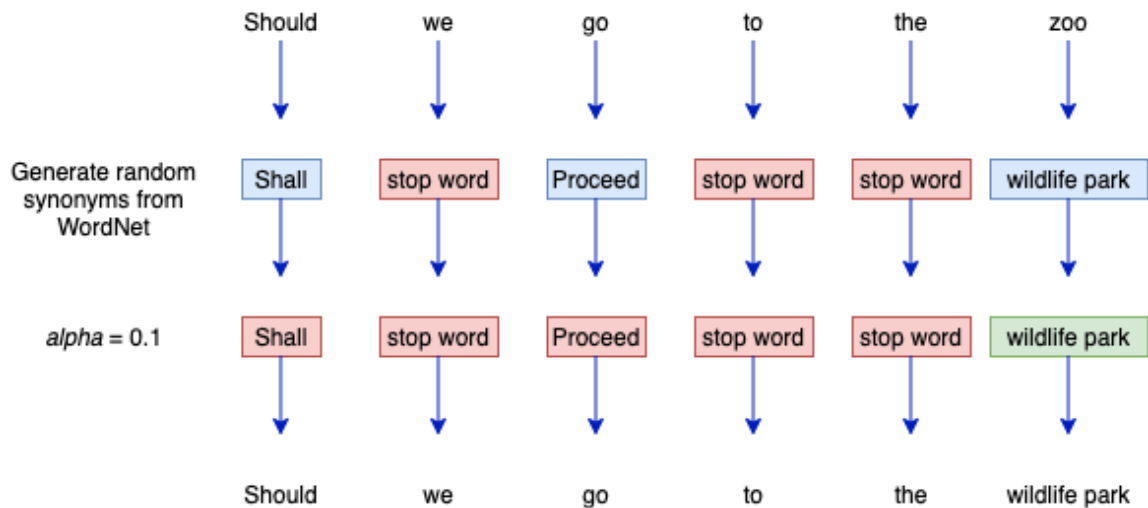 Should we go to the zoo
Generate random
synonyms from
WordNet
Shall stop word Proceed stop word stop word wildlife park
alpha = 0.1 Shall stop word Proceed stop word stop word wildlife park
Should we go to the wildlife park